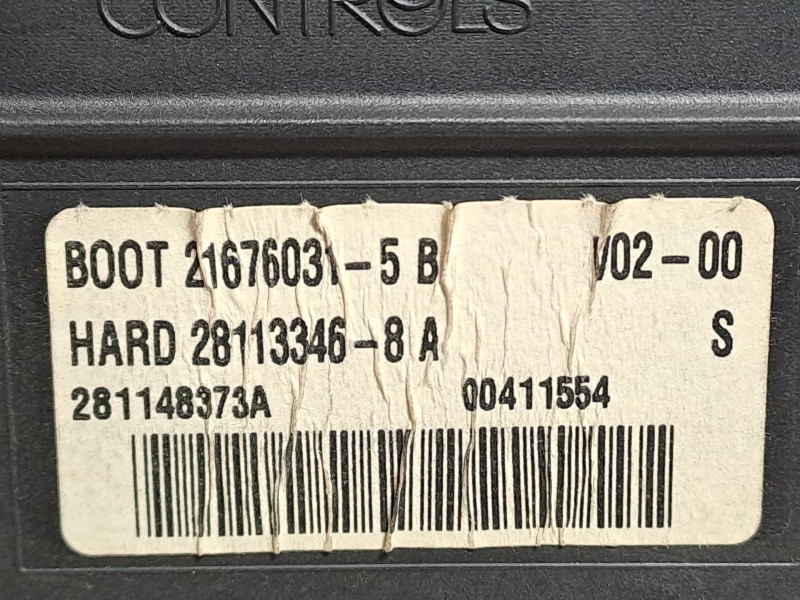 CONTROLS
BOOT 21676031-5 B V02-00
HARD 28113346-8 A S
281148373A 00411554